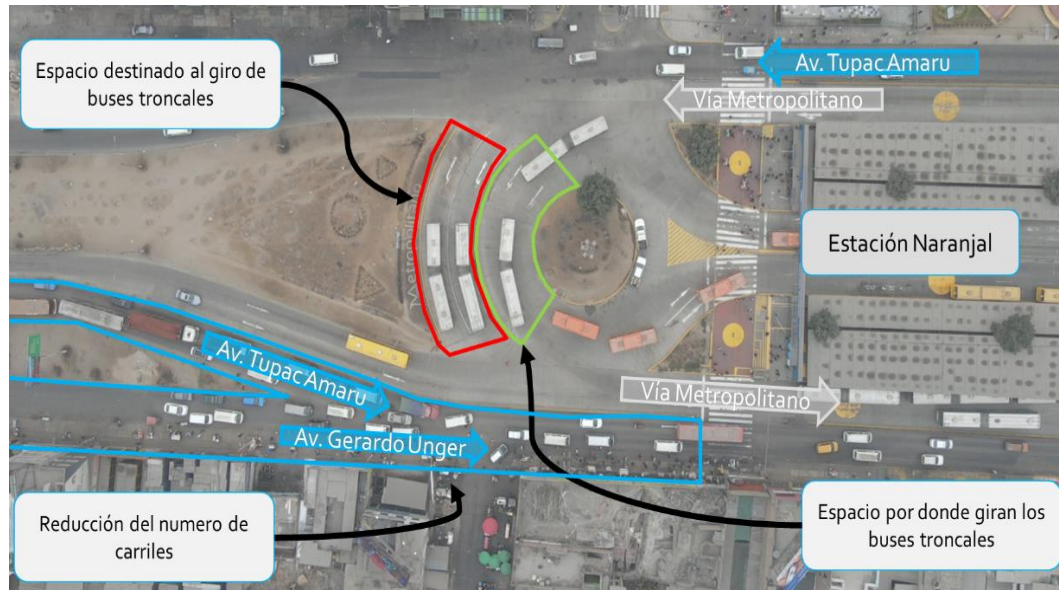 Espacio destinado al giro de
buses troncales
Av. Tupac Amaru
Vía Metropolitano
Metropolitano
Estación Naranjal
Av. Tupac Amaru
Vía Metropolitano
Av. Gerardo Unger
Reducción del numero de
carriles
Espacio por donde giran los
buses troncales